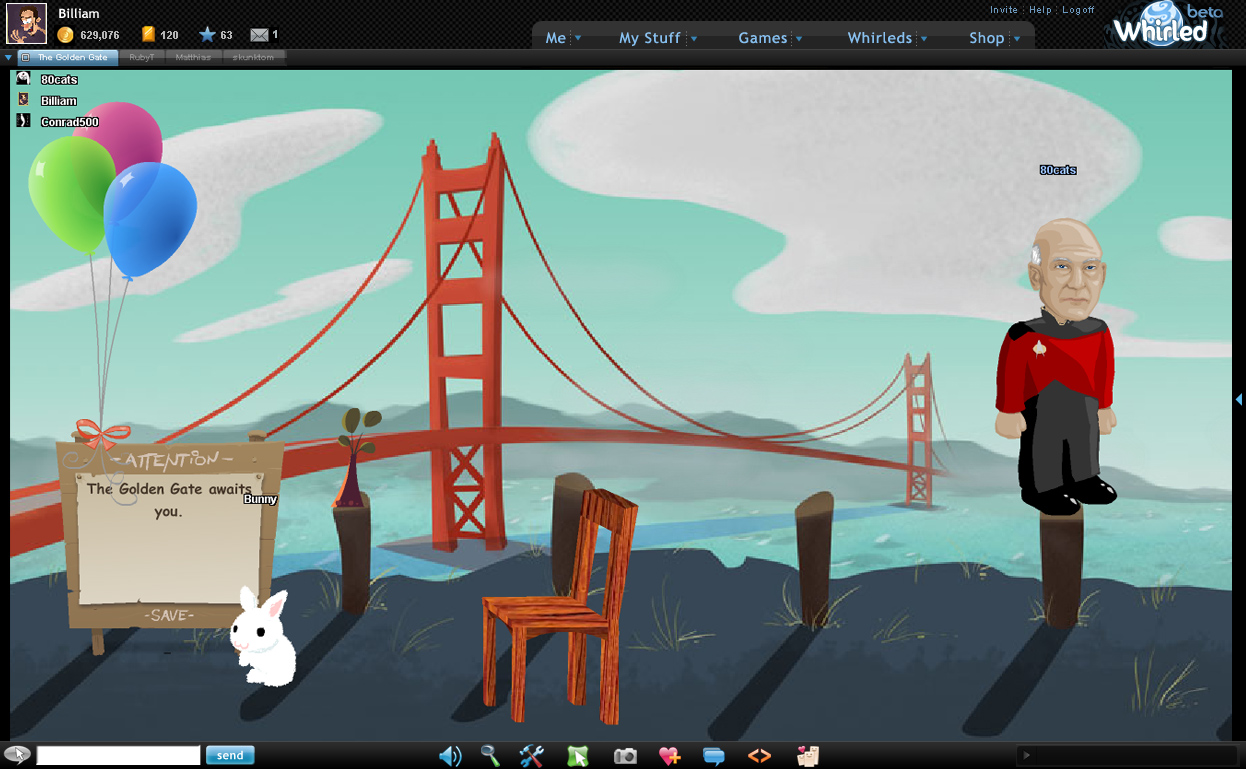 Billiam
629,076
120
63
1
Invite Help Logoff
Me
My Stuff
Games
Whirleds
Shop
Whirled beta
The Golden Gate
RubyT
Matthias
skunktom
80cats
Billiam
Conrad500
80cats
-ATTENTION-
The Golden Gate awaits
you.
Bunny
-SAVE-
send